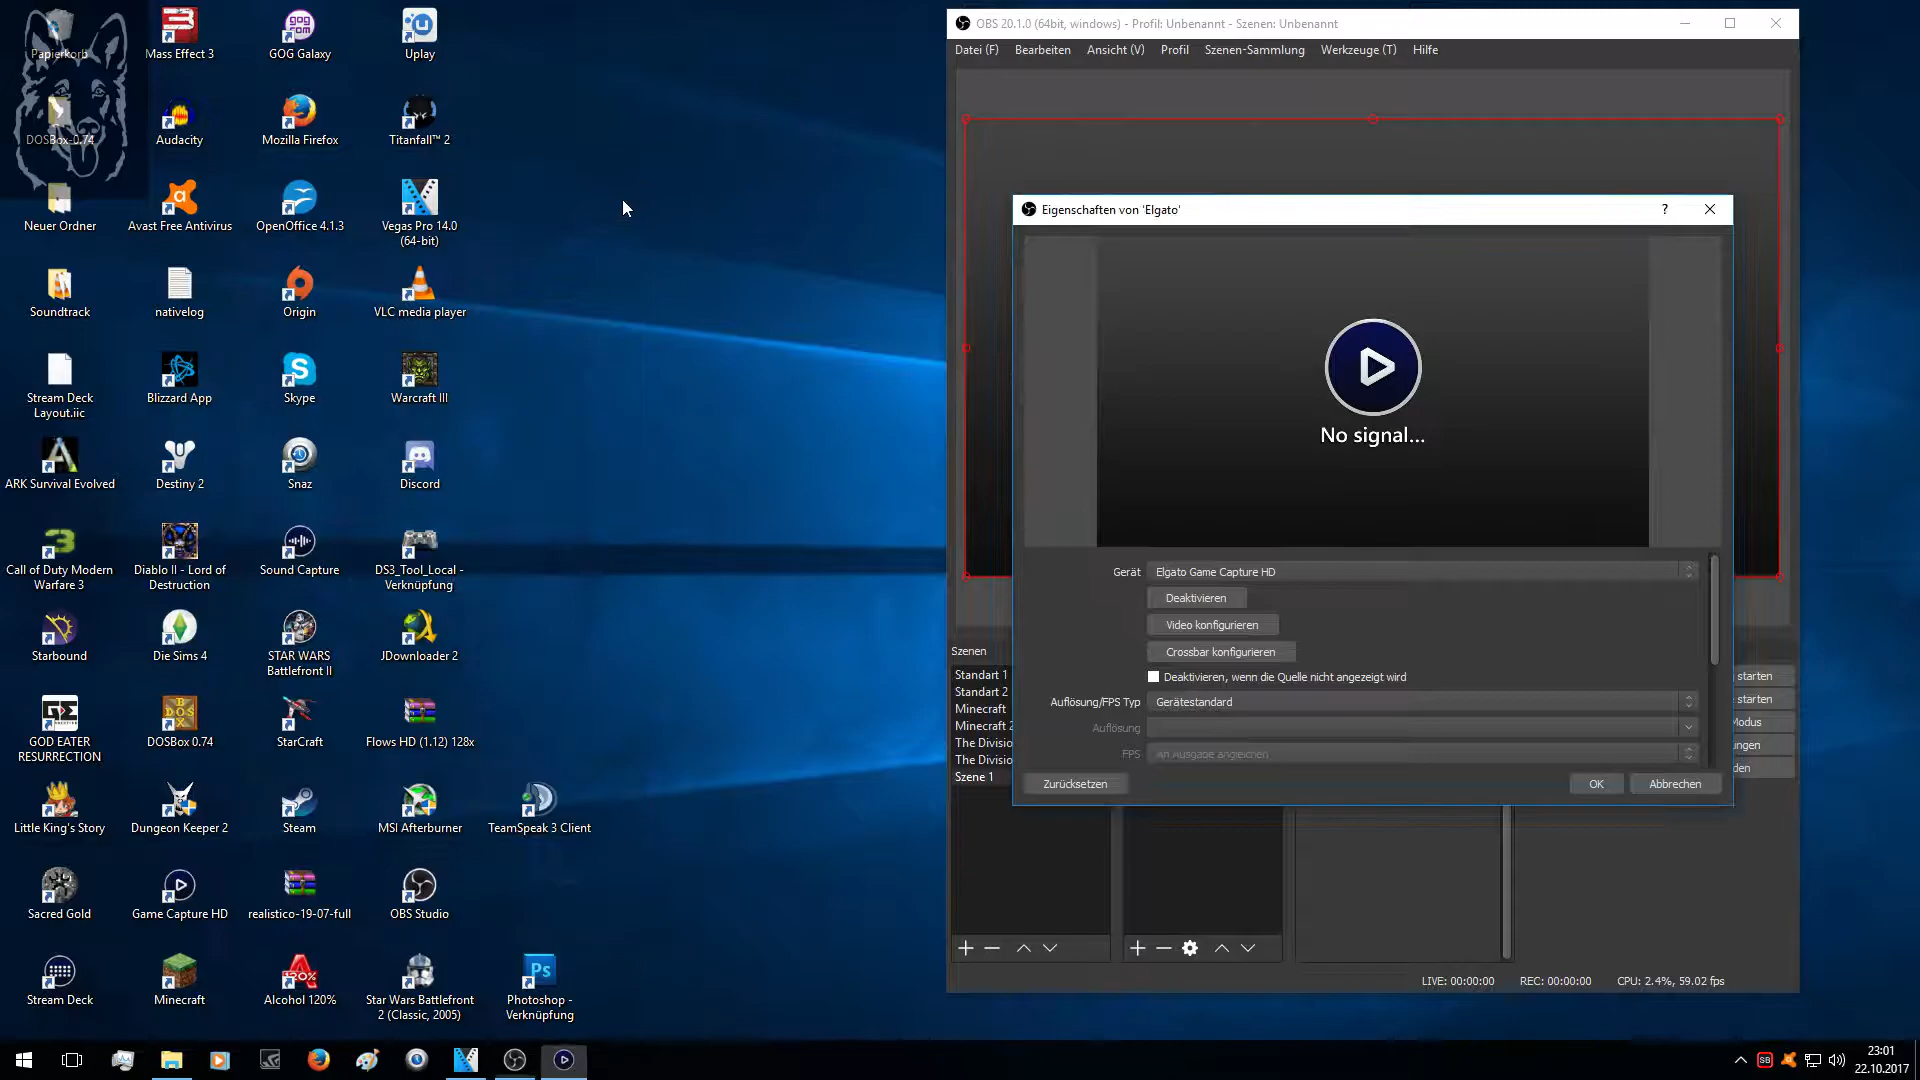 Papierkorb
Mass Effect 3
GOG Galaxy
Uplay
DOSBox-0.74
Audacity
Mozilla Firefox
Titanfall™ 2
Neuer Ordner
Avast Free Antivirus
OpenOffice 4.1.3
Vegas Pro 14.0
(64-bit)
Soundtrack
nativelog
Origin
VLC media player
Stream Deck
Layout.iic
Blizzard App
Skype
Warcraft III
ARK Survival Evolved
Destiny 2
Snaz
Discord
Call of Duty Modern
Warfare 3
Diablo II - Lord of
Destruction
Sound Capture
DS3_Tool_Local -
Verknüpfung
Starbound
Die Sims 4
STAR WARS
Battlefront II
JDownloader 2
GOD EATER
RESURRECTION
DOSBox 0.74
StarCraft
Flows HD (1.12) 128x
Little King's Story
Dungeon Keeper 2
Steam
MSI Afterburner
TeamSpeak 3 Client
Sacred Gold
Game Capture HD
realistico-19-07-full
OBS Studio
Stream Deck
Minecraft
Alcohol 120%
Star Wars Battlefront
2 (Classic, 2005)
Photoshop -
Verknüpfung
OBS 20.1.0 (64bit, windows) - Profil: Unbenannt - Szenen: Unbenannt
Datei (F) Bearbeiten Ansicht (V) Profil Szenen-Sammlung Werkzeuge (T) Hilfe
Eigenschaften von 'Elgato'
?
No signal...
Gerät Elgato Game Capture HD
Deaktivieren
Video konfigurieren
Crossbar konfigurieren
Deaktivieren, wenn die Quelle nicht angezeigt wird
Auflösung/FPS Typ Gerätestandard
Auflösung
FPS An Ausgabe angleichen
Zurücksetzen OK Abbrechen
Szenen
Standart 1
Standart 2
Minecraft
Minecraft 2
The Divisio
The Divisio
Szene 1
starten
starten
Modus
ungen
den
LIVE: 00:00:00 REC: 00:00:00 CPU: 2.4%, 59.02 fps
23:01
22.10.2017